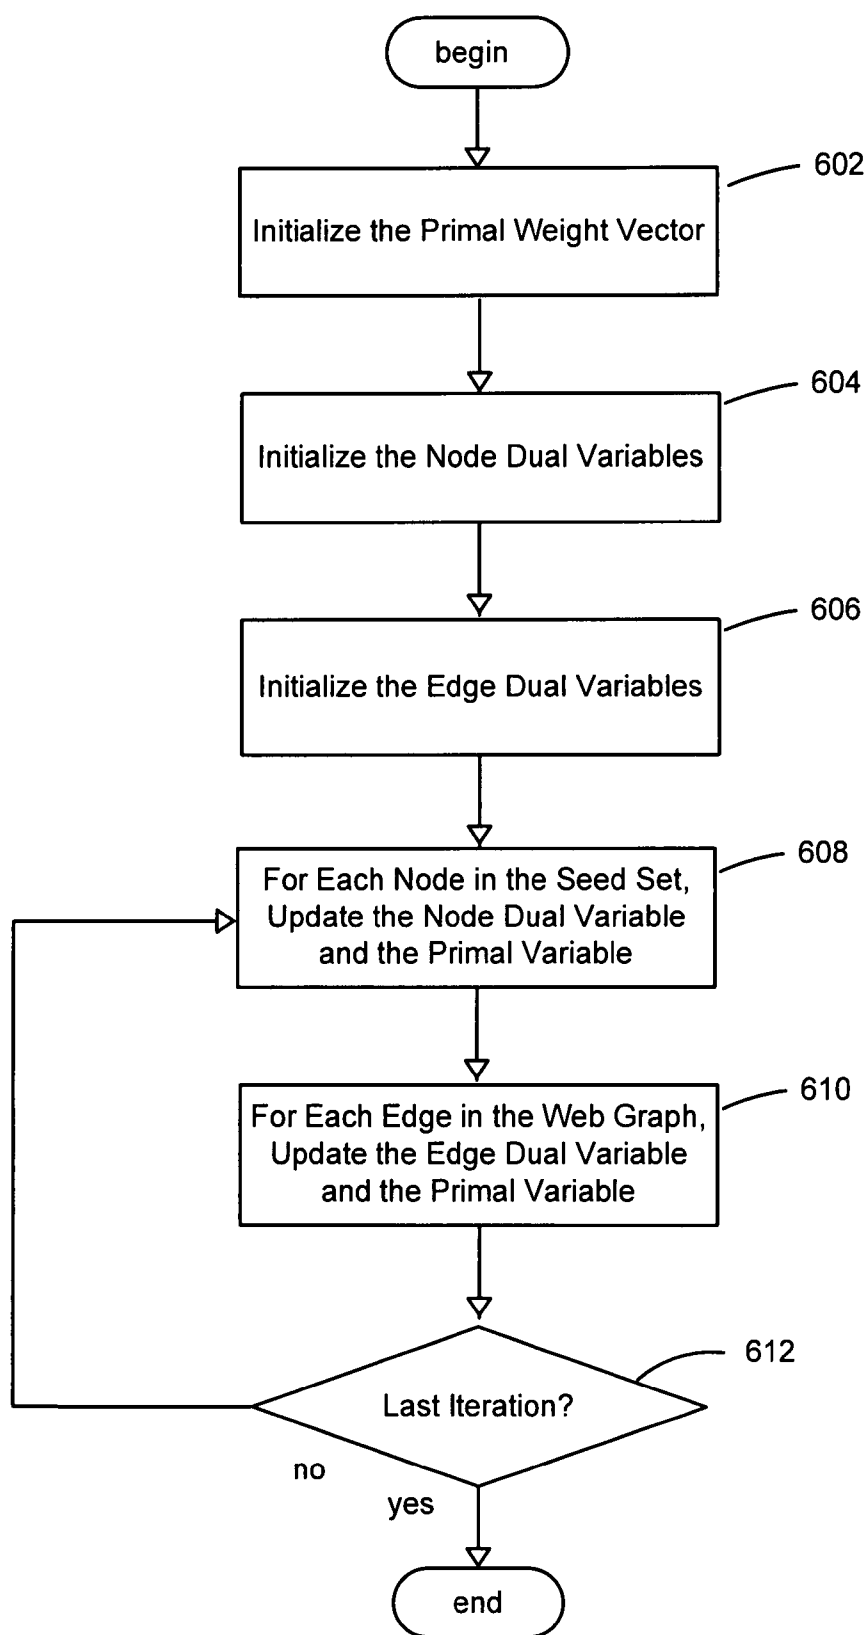 begin
602
Initialize the Primal Weight Vector
604
Initialize the Node Dual Variables
606
Initialize the Edge Dual Variables
608
For Each Node in the Seed Set,
Update the Node Dual Variable
and the Primal Variable
610
For Each Edge in the Web Graph,
Update the Edge Dual Variable
and the Primal Variable
612
Last Iteration?
no
yes
end